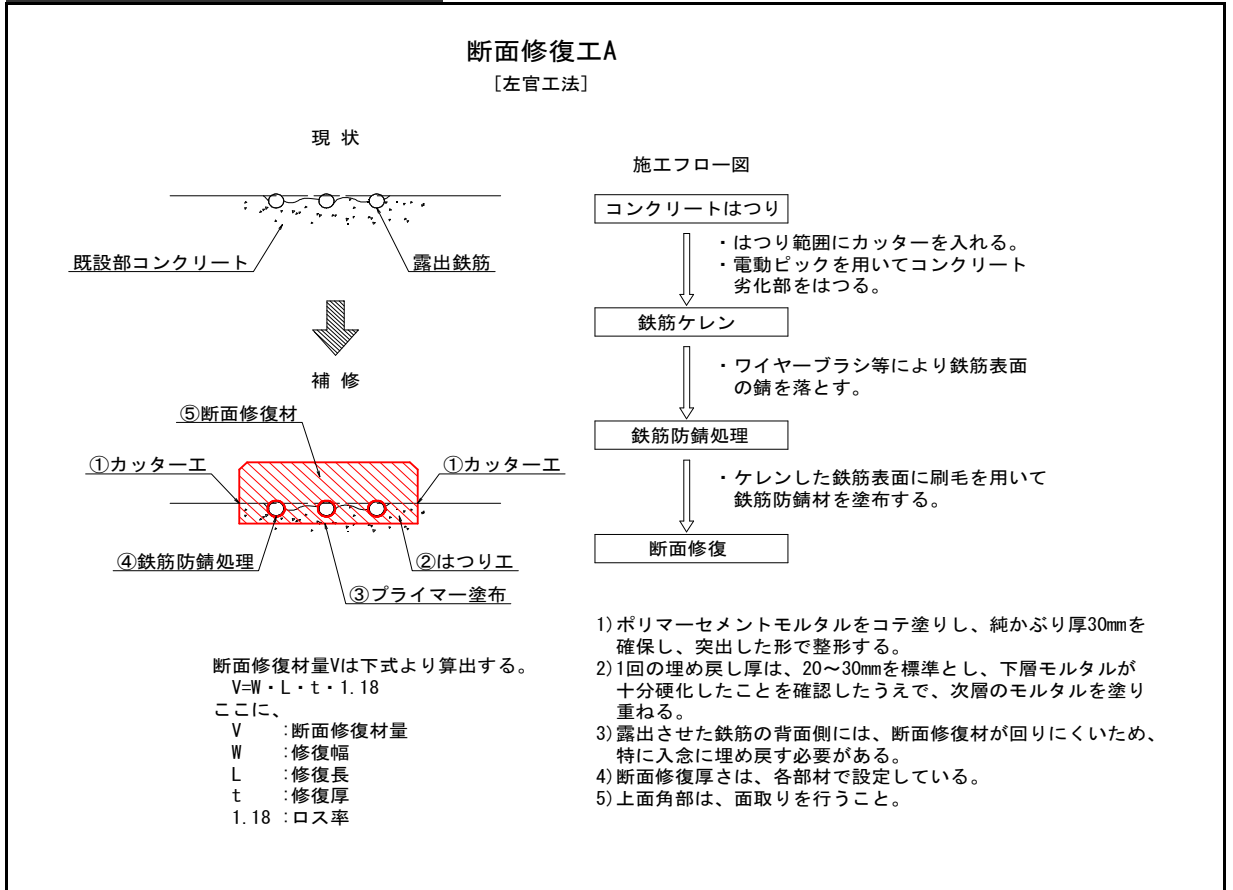 断面修復工A
[左官工法]
現 状
既設部コンクリート
露出鉄筋
補 修
⑤断面修復材
①カッター工
①カッター工
④鉄筋防錆処理
②はつり工
③プライマー塗布
断面修復材量Vは下式より算出する。
V=W・L・t・1.18
ここに、
V :断面修復材量
W :修復幅
L :修復長
t :修復厚
1.18 :ロス率
施工フロー図
コンクリートはつり
・はつり範囲にカッターを入れる。
・電動ピックを用いてコンクリート
劣化部をはつる。
鉄筋ケレン
・ワイヤーブラシ等により鉄筋表面
の錆を落とす。
鉄筋防錆処理
・ケレンした鉄筋表面に刷毛を用いて
鉄筋防錆材を塗布する。
断面修復
1)ポリマーセメントモルタルをコテ塗りし、純かぶり厚30㎜を
確保し、突出した形で整形する。
2)1回の埋め戻し厚は、20～30㎜を標準とし、下層モルタルが
十分硬化したことを確認したうえで、次層のモルタルを塗り
重ねる。
3)露出させた鉄筋の背面側には、断面修復材が回りにくいため、
特に入念に埋め戻す必要がある。
4)断面修復厚さは、各部材で設定している。
5)上面角部は、面取りを行うこと。